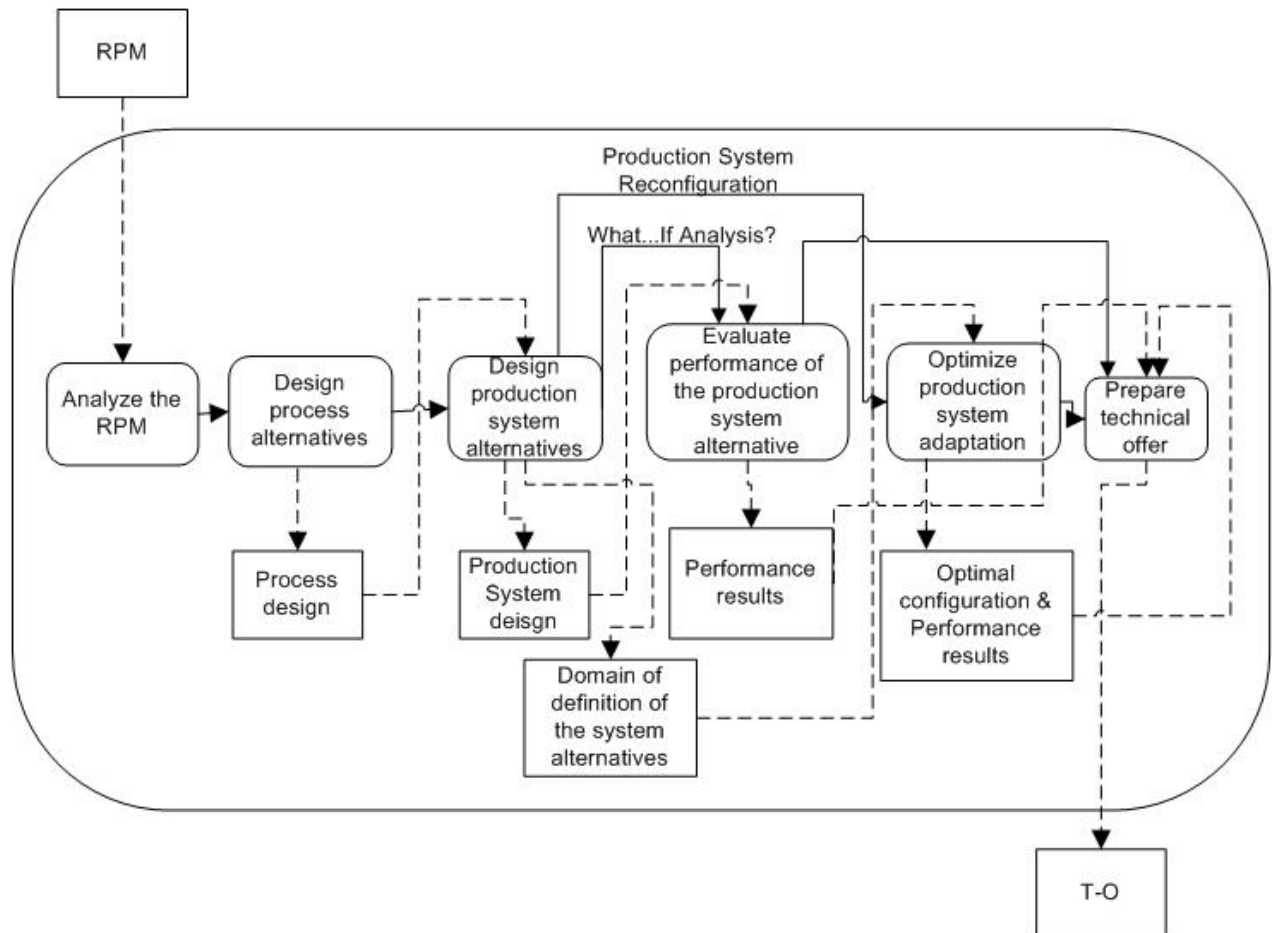 RPM
Production System
Reconfiguration
What...If Analysis?
Analyze the
RPM
Design
process
alternatives
Design
production
system
alternatives
Evaluate
performance of
the production
system
alternative
Optimize
production
system
adaptation
Prepare
technical
offer
Process
design
Production
System
deisgn
Performance
results
Optimal
configuration &
Performance
results
Domain of
definition of
the system
alternatives
T-O